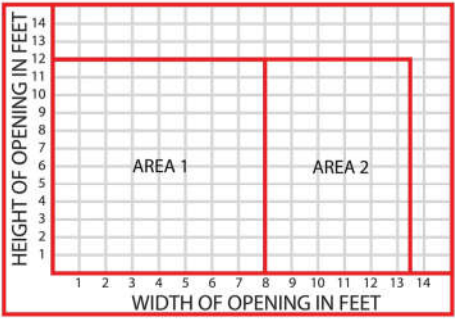 HEIGHT OF OPENING IN FEET
14
13
12
11
10
9
8
7
6
5
4
3
2
1
AREA 1
AREA 2
1 2 3 4 5 6 7 8 9 10 11 12 13 14
WIDTH OF OPENING IN FEET